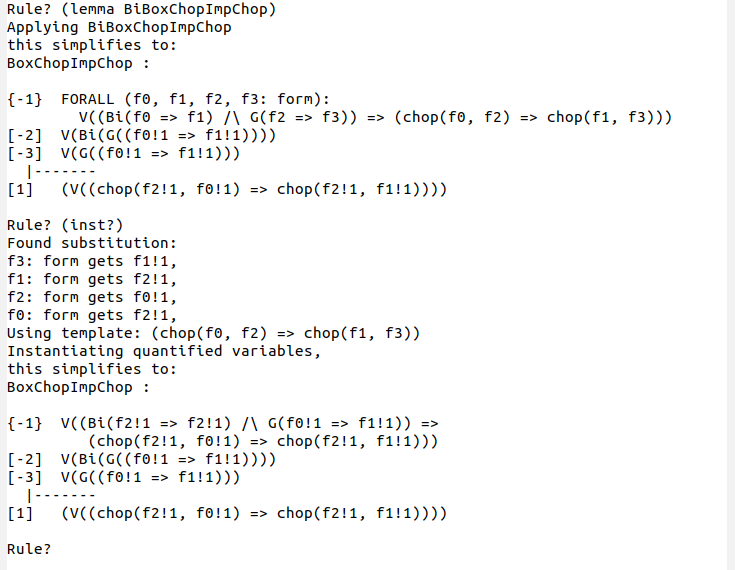 Rule? (lemma BiBoxChopImpChop)
Applying BiBoxChopImpChop
this simplifies to:
BoxChopImpChop :
{-1}  FORALL (f0, f1, f2, f3: form):
        V((Bi(f0 => f1) /\ G(f2 => f3)) => (chop(f0, f2) => chop(f1, f3)))
[-2]  V(Bi(G((f0!1 => f1!1))))
[-3]  V(G((f0!1 => f1!1)))
  |-------
[1]   (V((chop(f2!1, f0!1) => chop(f2!1, f1!1))))
Rule? (inst?)
Found substitution:
f3: form gets f1!1,
f1: form gets f2!1,
f2: form gets f0!1,
f0: form gets f2!1,
Using template: (chop(f0, f2) => chop(f1, f3))
Instantiating quantified variables,
this simplifies to:
BoxChopImpChop :
{-1}  V((Bi(f2!1 => f2!1) /\ G(f0!1 => f1!1)) =>
         (chop(f2!1, f0!1) => chop(f2!1, f1!1)))
[-2]  V(Bi(G((f0!1 => f1!1))))
[-3]  V(G((f0!1 => f1!1)))
  |-------
[1]   (V((chop(f2!1, f0!1) => chop(f2!1, f1!1))))
Rule?